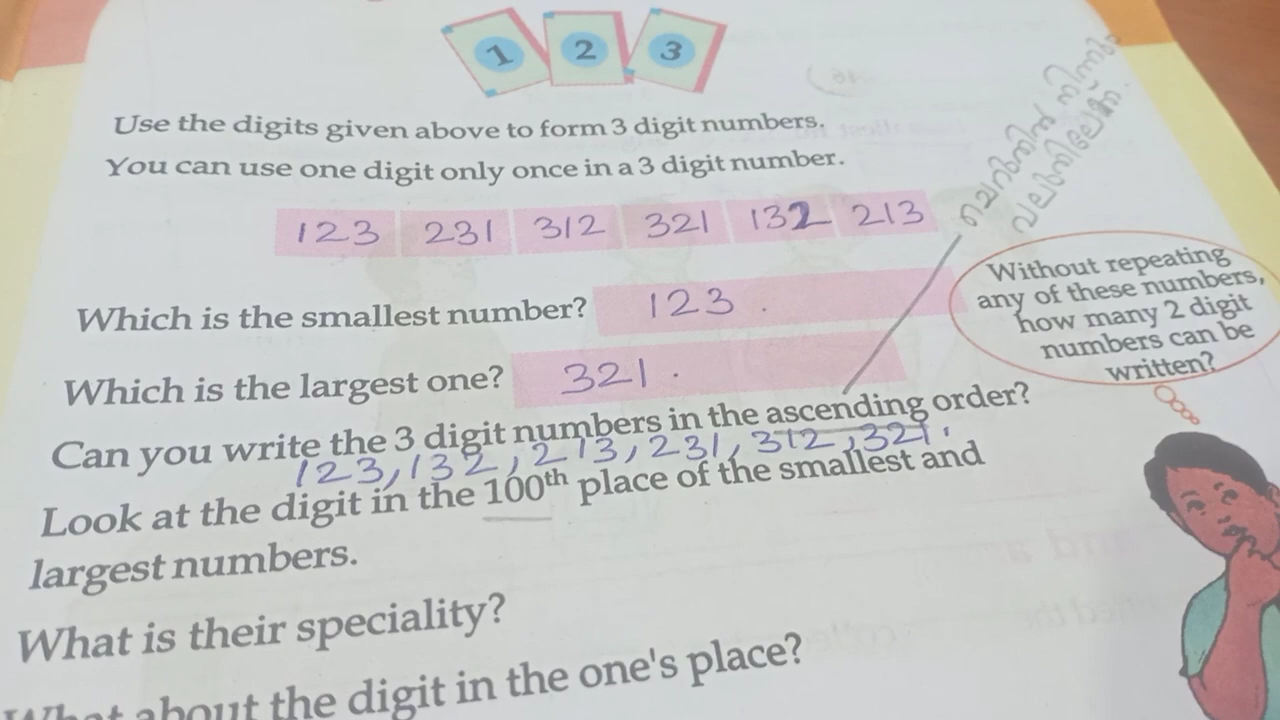 1 2 3
Use the digits given above to form 3 digit numbers.
You can use one digit only once in a 3 digit number.
123 231 312 321 132 213
ചെറുതിൽ നിന്നും
വലുതിലേക്ക്.
Without repeating
any of these numbers,
how many 2 digit
numbers can be
written?
Which is the smallest number? 123 .
Which is the largest one? 321 .
Can you write the 3 digit numbers in the ascending order?
123, 132, 213, 231, 312, 321.
Look at the digit in the 100th place of the smallest and
largest numbers.
What is their speciality?
What about the digit in the one's place?